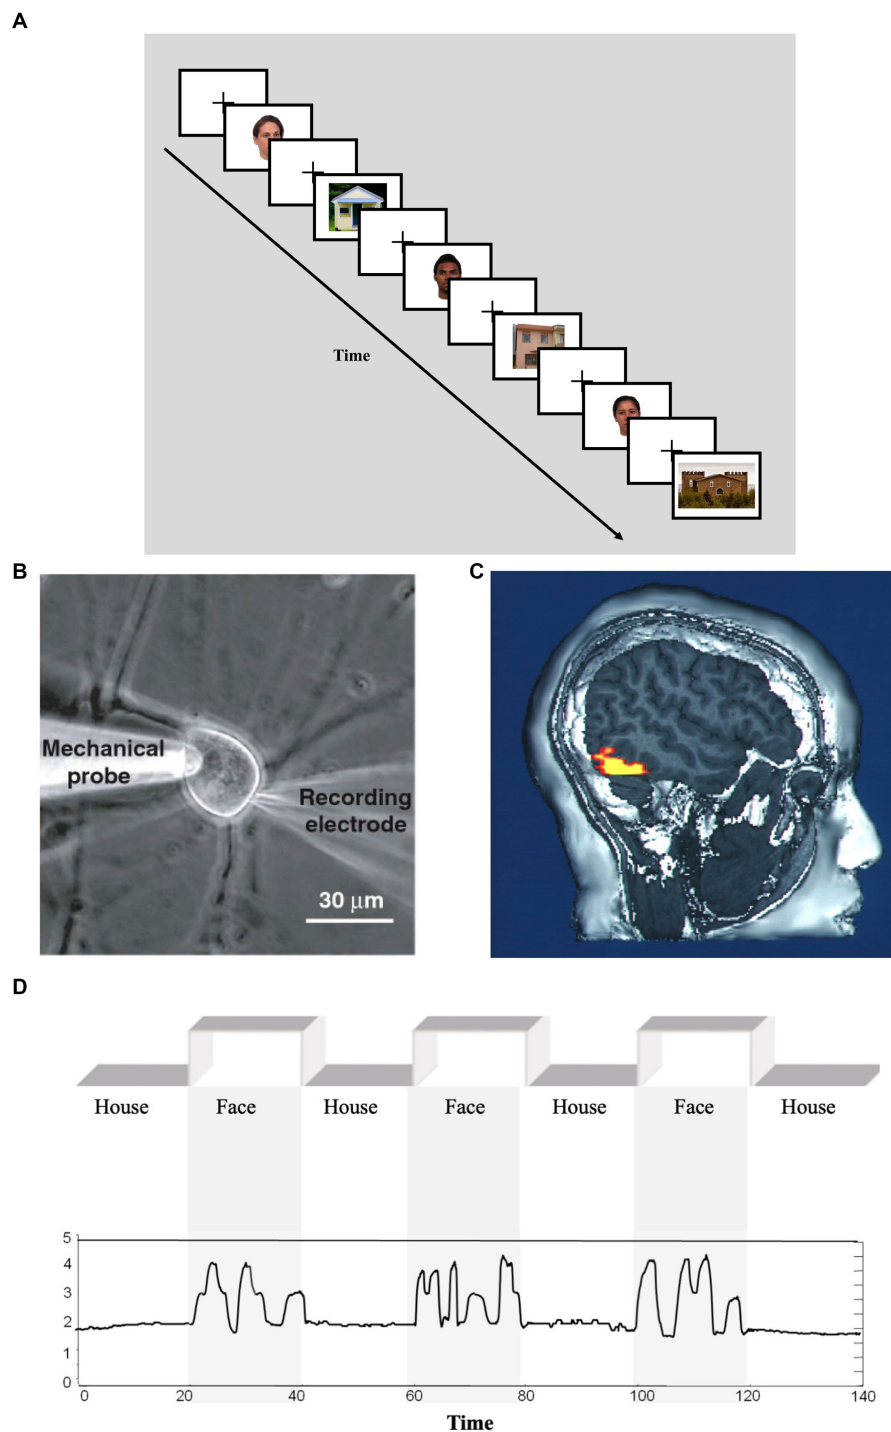 A
Time
B
C
Mechanical
probe
Recording
electrode
30 μm
D
House
Face
House
Face
House
Face
House
5
4
3
2
1
0
0
20
40
60
80
100
120
140
Time